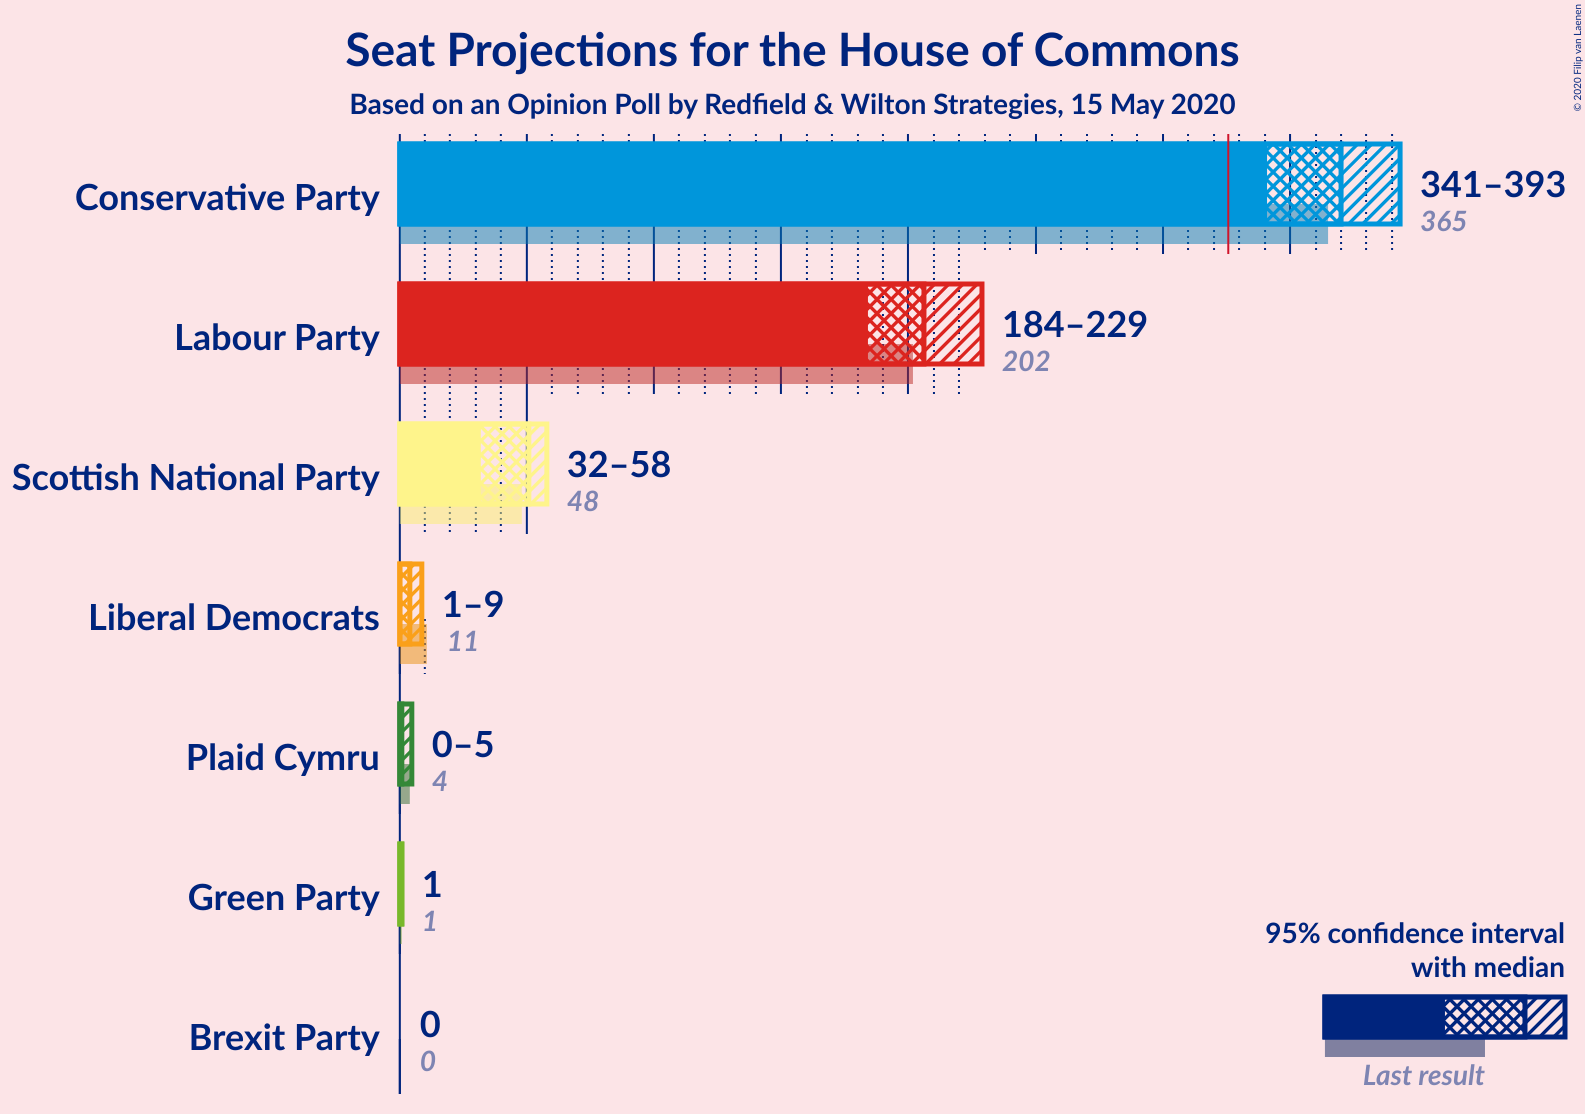 Seat Projections for the House of Commons
Based on an Opinion Poll by Redfield & Wilton Strategies, 15 May 2020
© 2020 Filip van Laenen
Conservative Party
341–393
365
Labour Party
184–229
202
Scottish National Party
32–58
48
Liberal Democrats
1–9
11
Plaid Cymru
0–5
4
Green Party
1
1
Brexit Party
0
0
95% confidence interval
with median
Last result